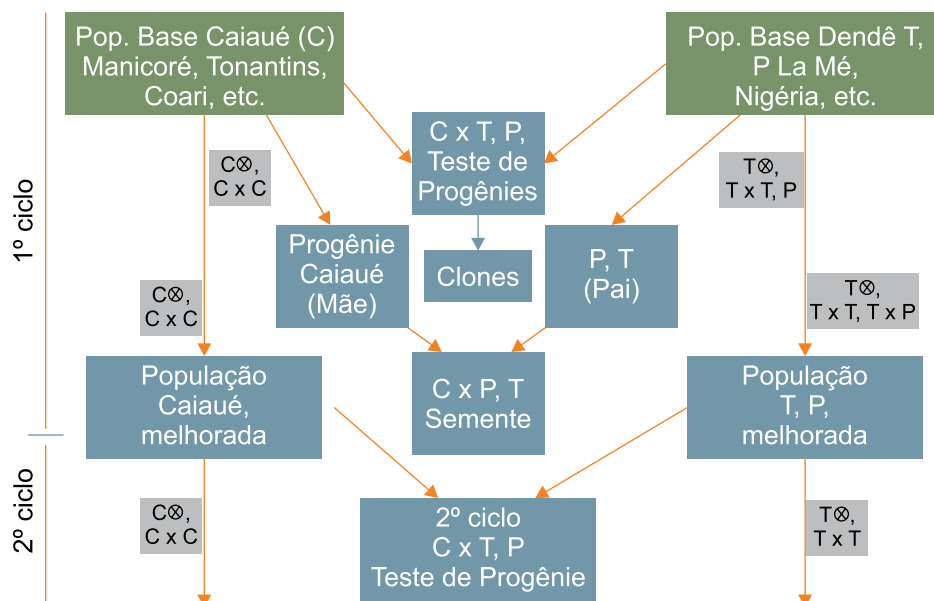 1º ciclo
Pop. Base Caiaué (C)
Manicoré, Tonantins,
Coari, etc.
Pop. Base Dendê T,
P La Mé,
Nigéria, etc.
C x T, P,
Teste de
Progênies
C⊗,
C x C
T⊗,
T x T, P
Progênie
Caiaué
(Mãe)
Clones
P, T
(Pai)
C⊗,
C x C
T⊗,
T x T, T x P
População
Caiaué,
melhorada
C x P, T
Semente
População
T, P,
melhorada
2º ciclo
C⊗,
C x C
2º ciclo
C x T, P
Teste de Progênie
T⊗,
T x T